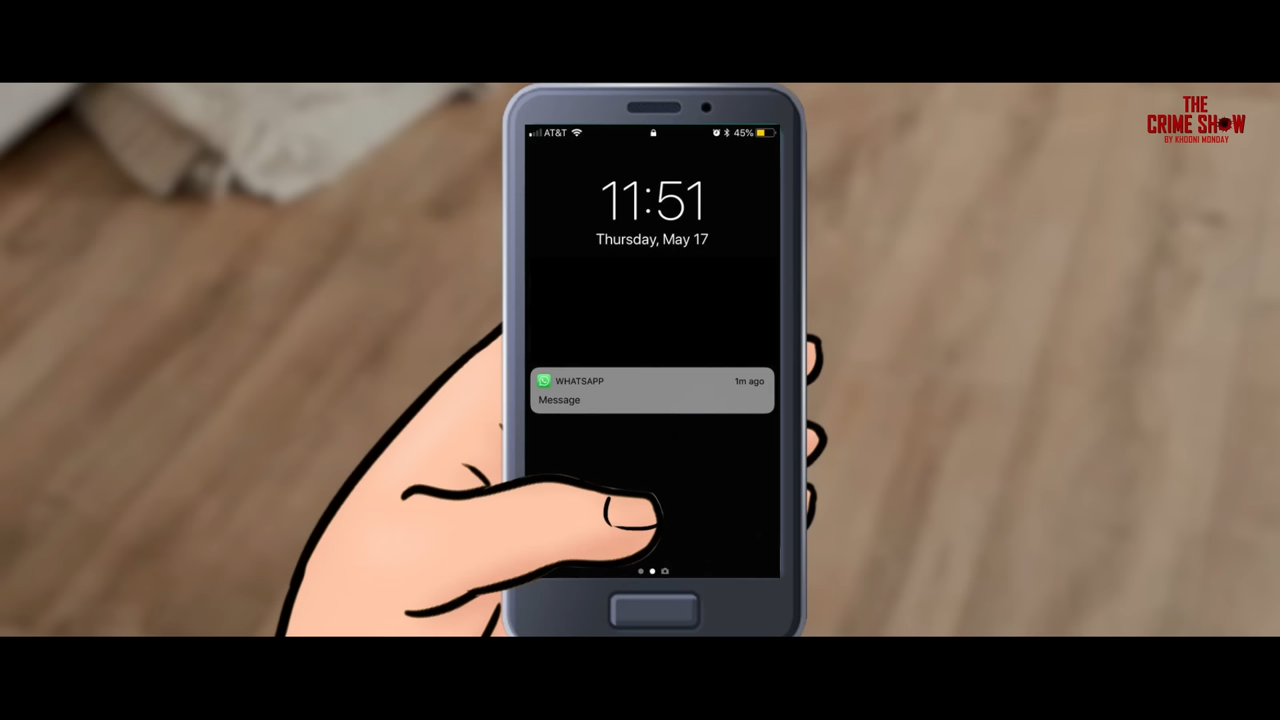 THE
CRIME SHOW
BY KHOONI MONDAY
AT&T 45%
11:51
Thursday, May 17
WHATSAPP 1m ago
Message